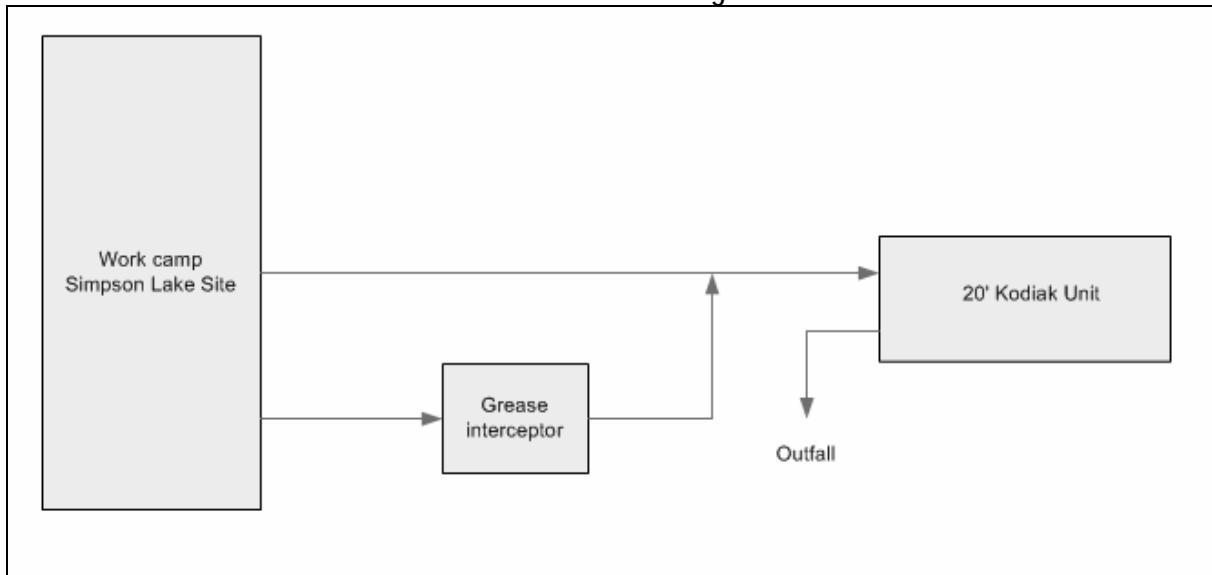 Work camp
Simpson Lake Site
20' Kodiak Unit
Grease
interceptor
Outfall